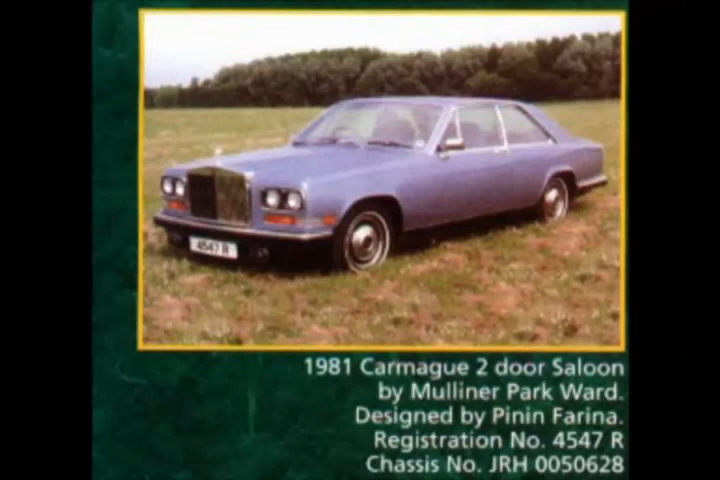 4547 R
1981 Carmague 2 door Saloon
by Mulliner Park Ward.
Designed by Pinin Farina.
Registration No. 4547 R
Chassis No. JRH 0050628